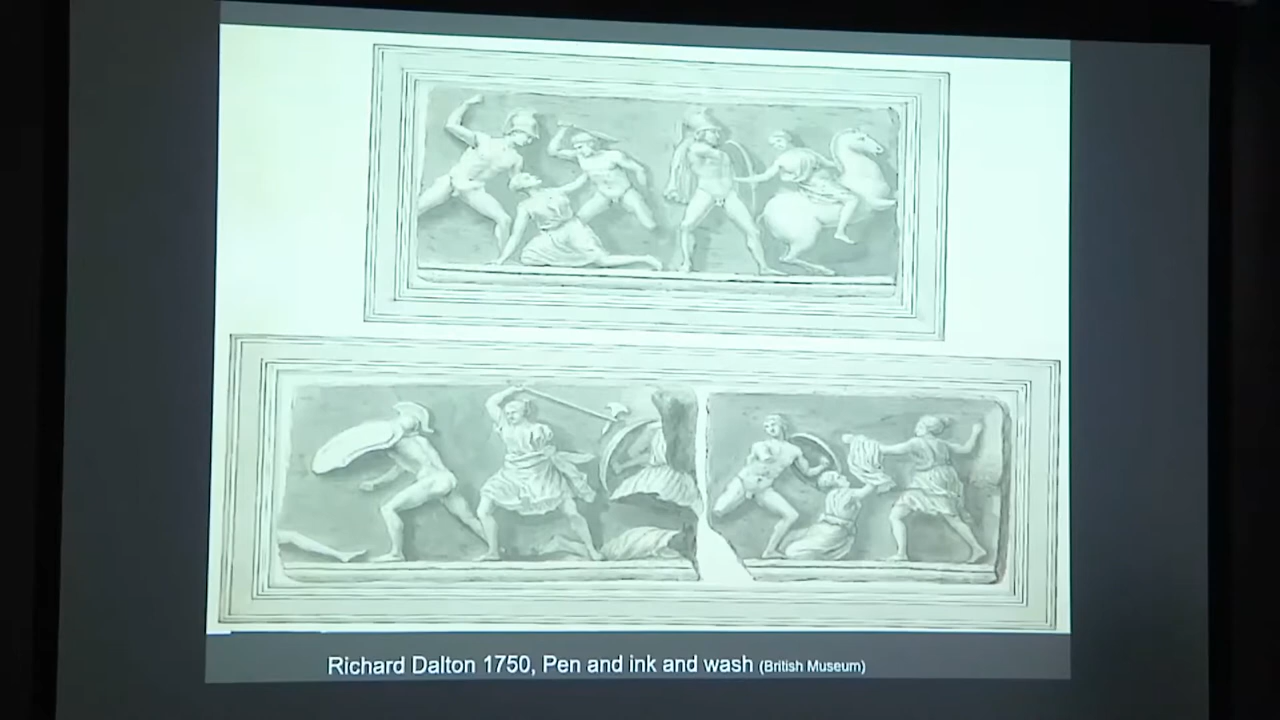 Richard Dalton 1750, Pen and ink and wash (British Museum)